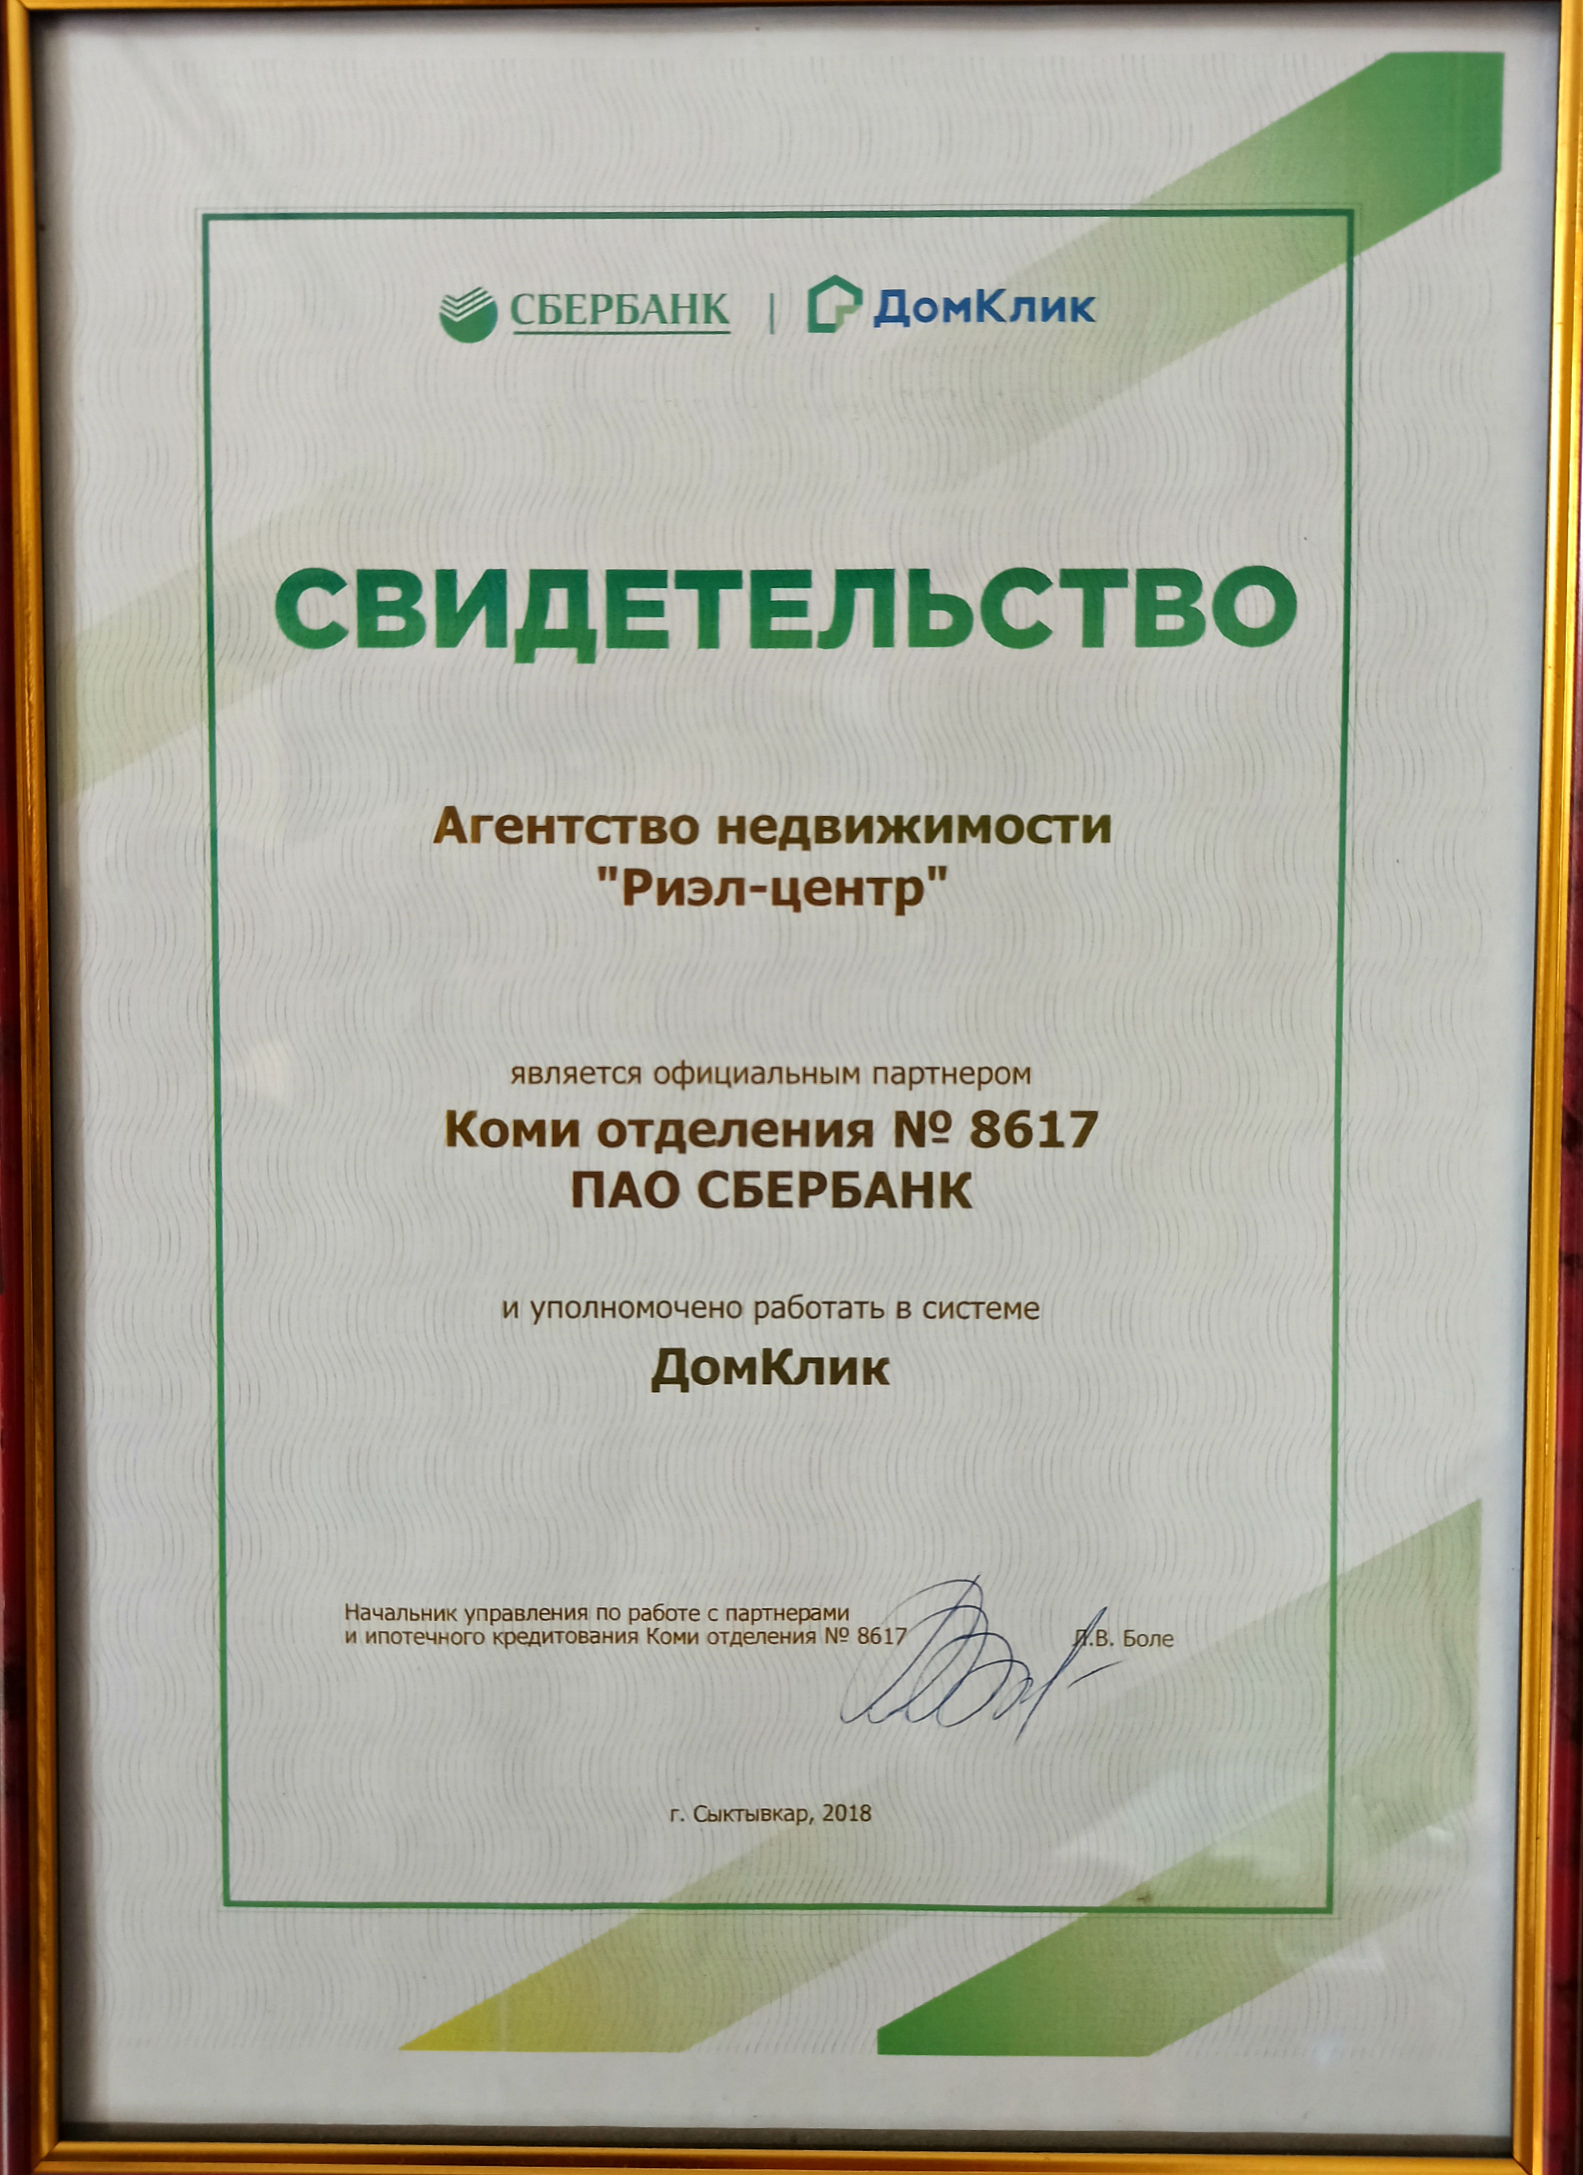 СБЕРБАНК | ДомКлик
СВИДЕТЕЛЬСТВО
Агентство недвижимости
"Риэл-центр"
является официальным партнером
Коми отделения № 8617
ПАО СБЕРБАНК
и уполномочено работать в системе
ДомКлик
Начальник управления по работе с партнерами
и ипотечного кредитования Коми отделения № 8617 Л.В. Боле
г. Сыктывкар, 2018